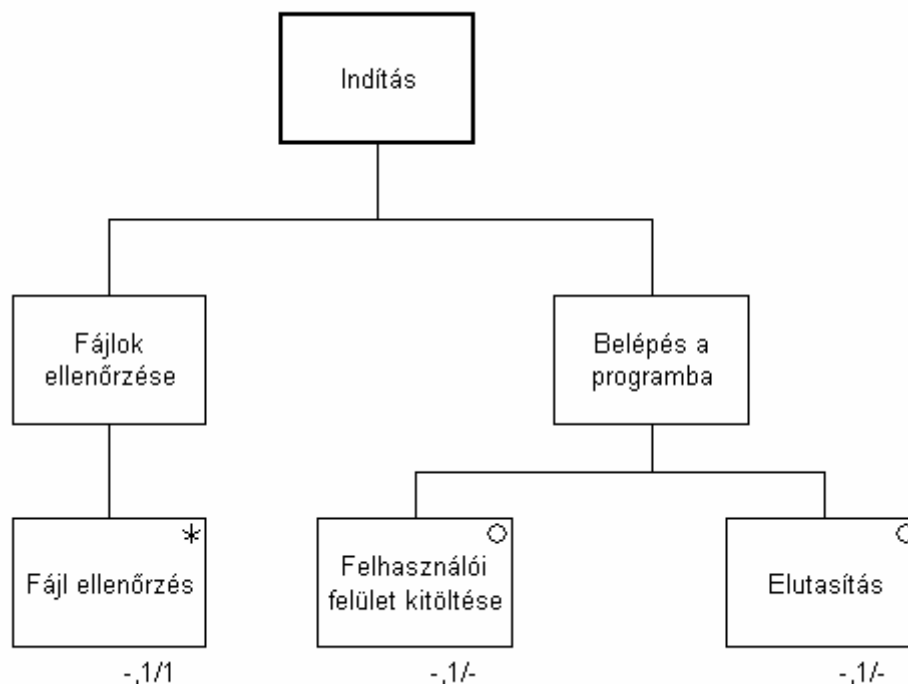 Indítás
Fájlok
ellenőrzése
Belépés a
programba
*
Fájl ellenőrzés
Felhasználói
felület kitöltése
Elutasítás
-,1/1
-,1/-
-,1/-